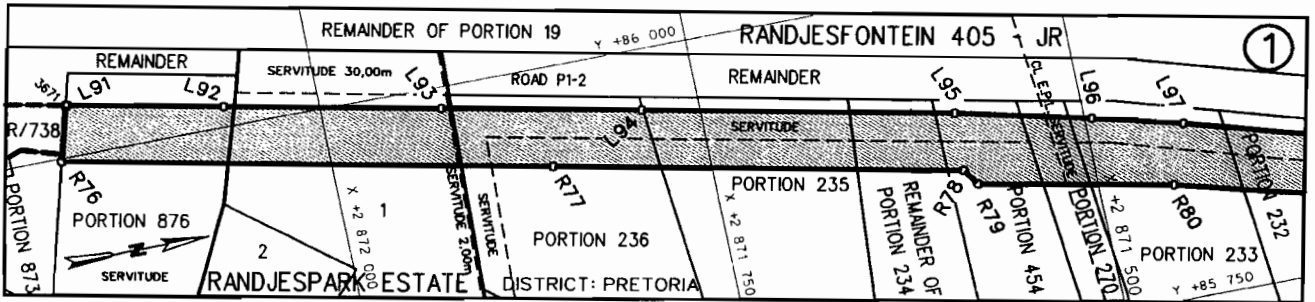 REMAINDER OF PORTION 19
Y +86 000
RANDJESFONTEIN 405 - JR
1
REMAINDER
SERVITUDE 30,00m
ROAD P1-2
REMAINDER
CL E.P.L. SERVITUDE
3671
L91
L92
L93
L94
L95
L96
L97
R/738
SERVITUDE
PORTION 232
R76
R77
R78
R79
R80
PORTION 873
PORTION 876
N
SERVITUDE
2
1
X +2 872 000
SERVITUDE 2,00m
SERVITUDE
PORTION 236
X +2 871 750
PORTION 235
REMAINDER OF
PORTION 234
PORTION 454
PORTION 270
X +2 871 500
PORTION 233
Y +85 750
RANDJESPARK ESTATE
DISTRICT: PRETORIA